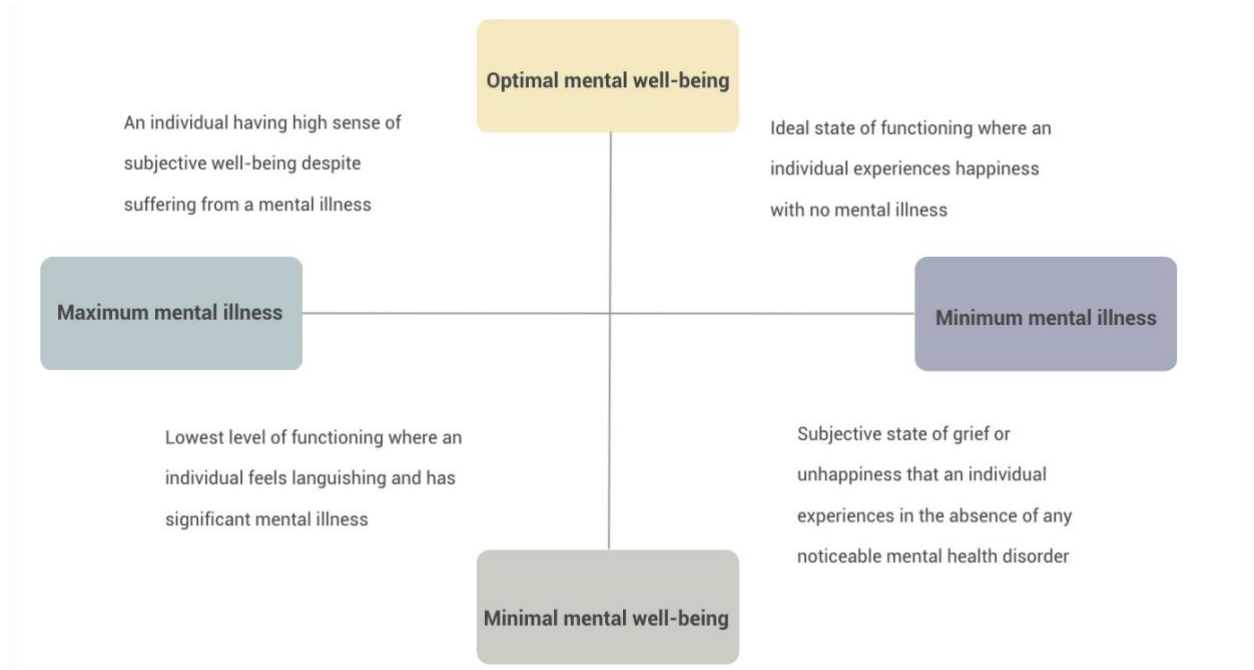 Optimal mental well-being
An individual having high sense of
subjective well-being despite
suffering from a mental illness
Ideal state of functioning where an
individual experiences happiness
with no mental illness
Maximum mental illness
Minimum mental illness
Lowest level of functioning where an
individual feels languishing and has
significant mental illness
Subjective state of grief or
unhappiness that an individual
experiences in the absence of any
noticeable mental health disorder
Minimal mental well-being